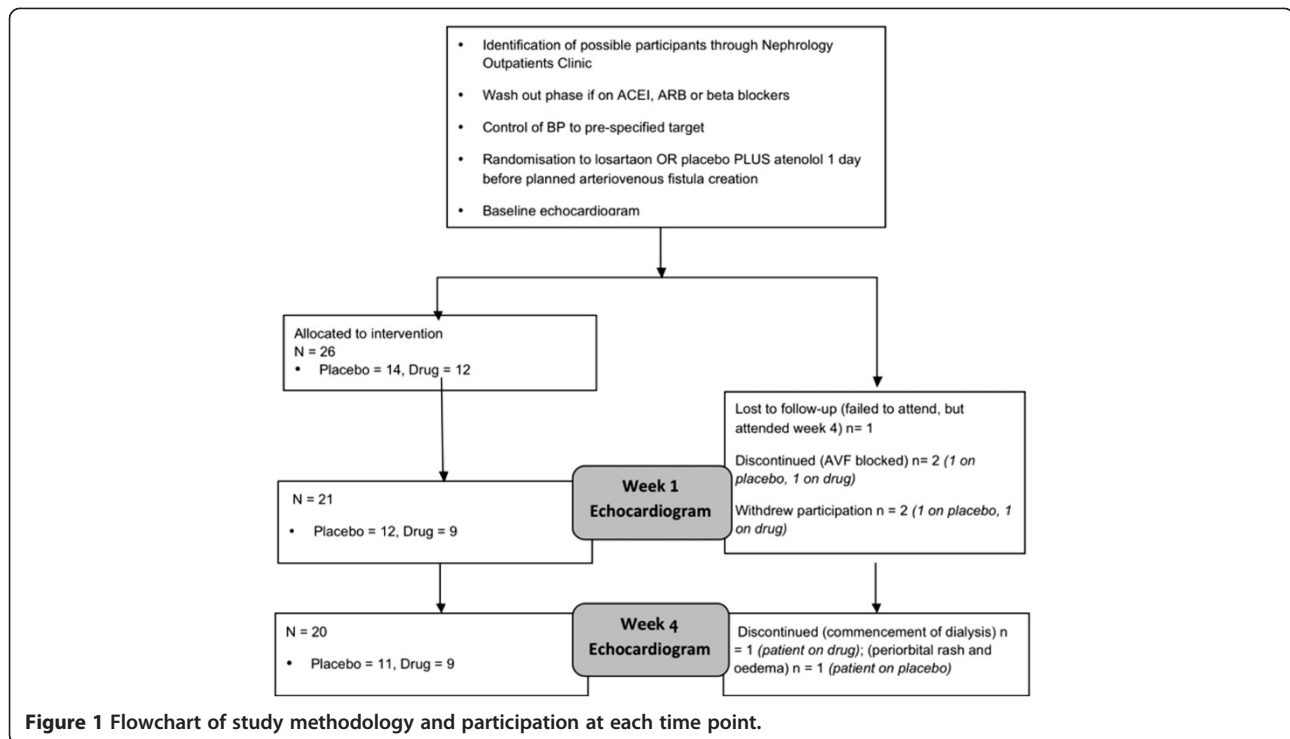 • Identification of possible participants through Nephrology
Outpatients Clinic
• Wash out phase if on ACEI, ARB or beta blockers
• Control of BP to pre-specified target
• Randomisation to losartaon OR placebo PLUS atenolol 1 day
before planned arteriovenous fistula creation
• Baseline echocardiogram
Allocated to intervention
N = 26
• Placebo = 14, Drug = 12
Lost to follow-up (failed to attend, but
attended week 4) n= 1
Discontinued (AVF blocked) n= 2 (1 on
placebo, 1 on drug)
Withdrew participation n = 2 (1 on placebo, 1
on drug)
Week 1
Echocardiogram
N = 21
• Placebo = 12, Drug = 9
Week 4
Echocardiogram
N = 20
• Placebo = 11, Drug = 9
Discontinued (commencement of dialysis) n
= 1 (patient on drug); (periorbital rash and
oedema) n = 1 (patient on placebo)
Figure 1 Flowchart of study methodology and participation at each time point.